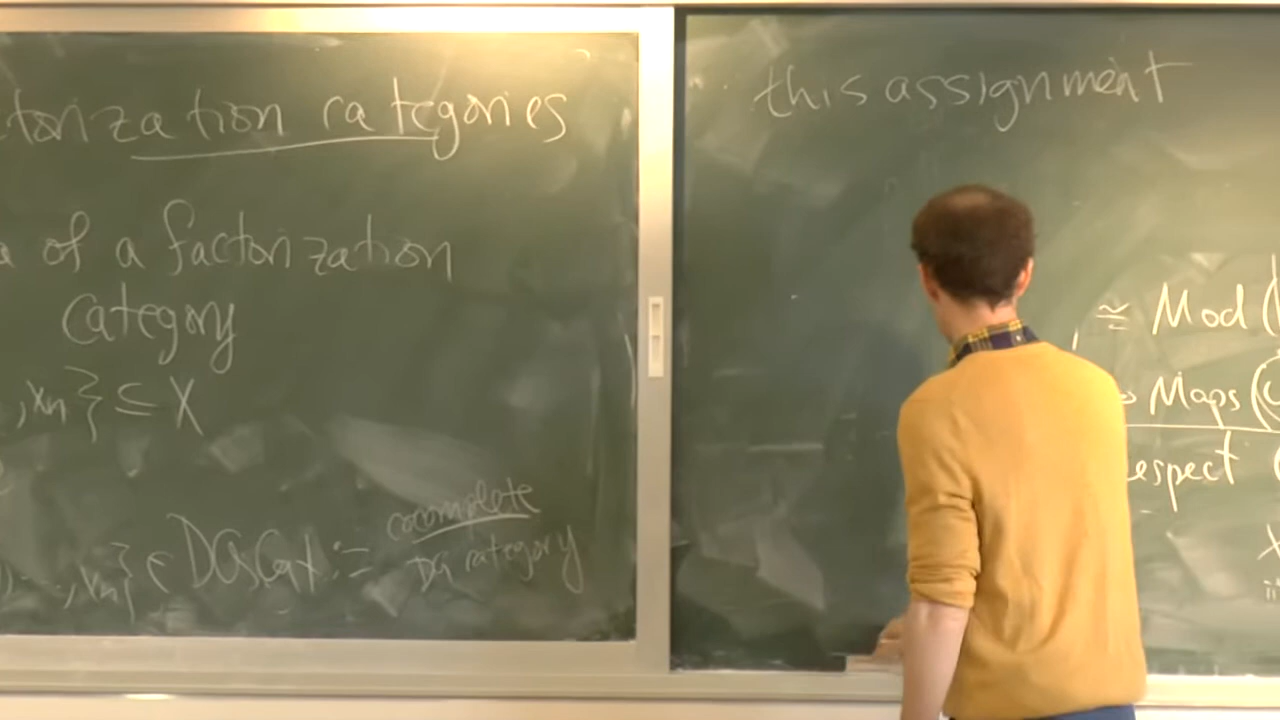 torization categories
a of a factorization
category
,xn} ⊆ X
,xn} ∈ DGCat := cocomplete
DG category
this assignment
≃ Mod(
Maps(
espect
X